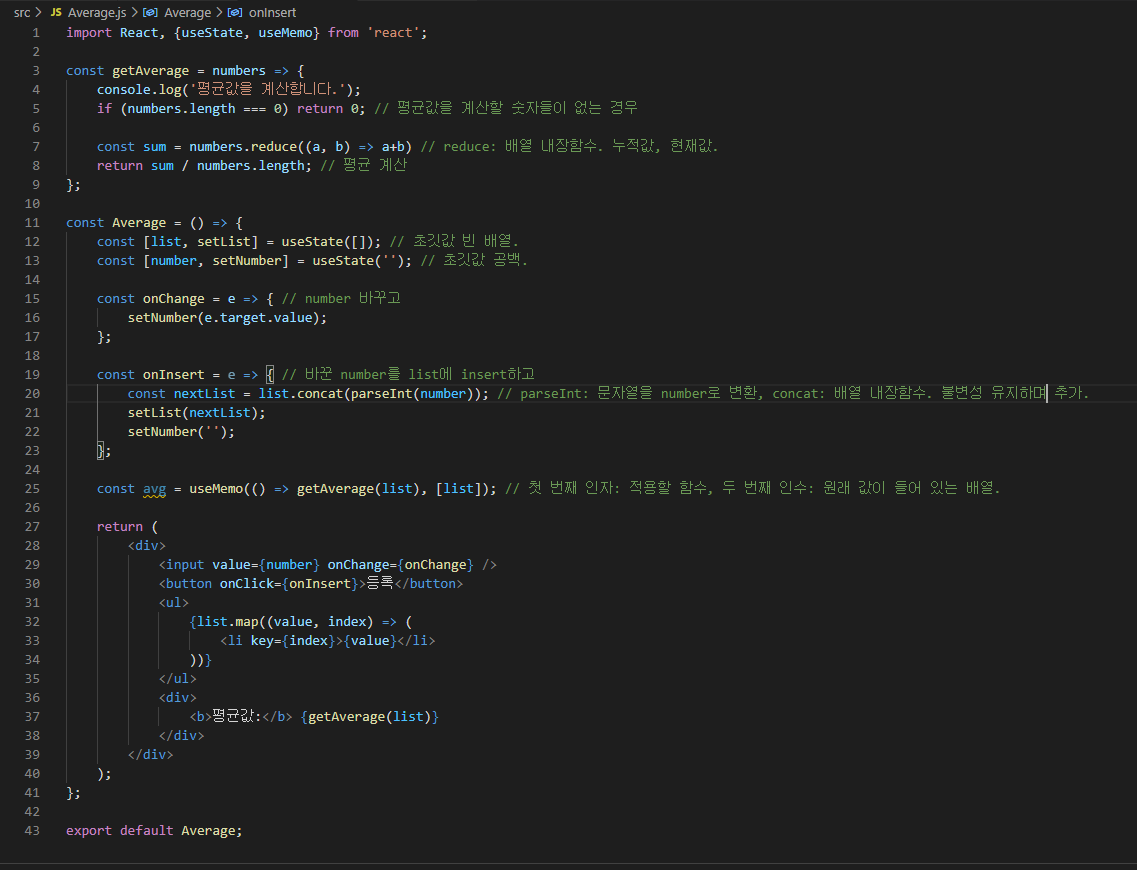 src > JS Average.js > Average > onInsert
1 import React, {useState, useMemo} from 'react';
2
3 const getAverage = numbers => {
4     console.log('평균값을 계산합니다.');
5     if (numbers.length === 0) return 0; // 평균값을 계산할 숫자들이 없는 경우
6
7     const sum = numbers.reduce((a, b) => a+b) // reduce: 배열 내장함수. 누적값, 현재값.
8     return sum / numbers.length; // 평균 계산
9 };
10
11 const Average = () => {
12     const [list, setList] = useState([]); // 초깃값 빈 배열.
13     const [number, setNumber] = useState(''); // 초깃값 공백.
14
15     const onChange = e => { // number 바꾸고
16         setNumber(e.target.value);
17     };
18
19     const onInsert = e => { // 바꾼 number를 list에 insert하고
20         const nextList = list.concat(parseInt(number)); // parseInt: 문자열을 number로 변환, concat: 배열 내장함수. 불변성 유지하며 추가.
21         setList(nextList);
22         setNumber('');
23     };
24
25     const avg = useMemo(() => getAverage(list), [list]); // 첫 번째 인자: 적용할 함수, 두 번째 인수: 원래 값이 들어 있는 배열.
26
27     return (
28         <div>
29             <input value={number} onChange={onChange} />
30             <button onClick={onInsert}>등록</button>
31             <ul>
32                 {list.map((value, index) => (
33                     <li key={index}>{value}</li>
34                 ))}
35             </ul>
36             <div>
37                 <b>평균값:</b> {getAverage(list)}
38             </div>
39         </div>
40     );
41 };
42
43 export default Average;